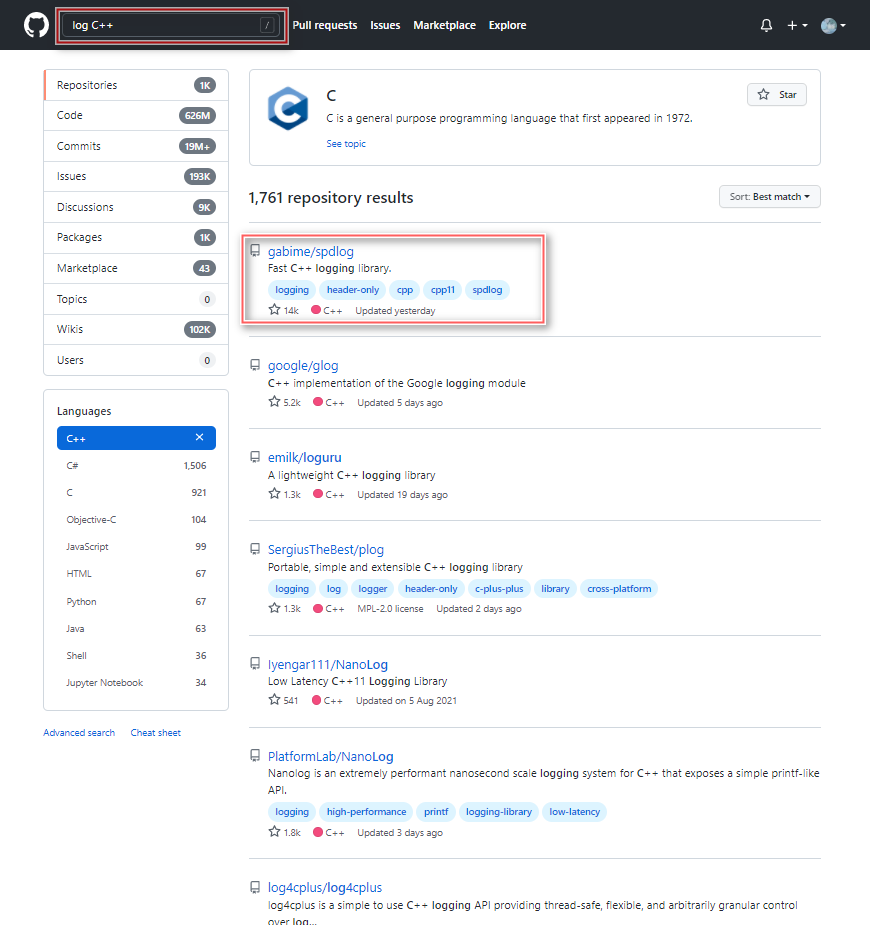 log C++ /
Pull requests Issues Marketplace Explore
Repositories 1K
Code 626M
Commits 19M+
Issues 193K
Discussions 9K
Packages 1K
Marketplace 43
Topics 0
Wikis 102K
Users 0
Languages
C++
C# 1,506
C 921
Objective-C 104
JavaScript 99
HTML 67
Python 67
Java 63
Shell 36
Jupyter Notebook 34
Advanced search Cheat sheet
C
Star
C is a general purpose programming language that first appeared in 1972.
See topic
1,761 repository results
Sort: Best match
gabime/spdlog
Fast C++ logging library.
logging header-only cpp cpp11 spdlog
14k C++ Updated yesterday
google/glog
C++ implementation of the Google logging module
5.2k C++ Updated 5 days ago
emilk/loguru
A lightweight C++ logging library
1.3k C++ Updated 19 days ago
SergiusTheBest/plog
Portable, simple and extensible C++ logging library
logging log logger header-only c-plus-plus library cross-platform
1.3k C++ MPL-2.0 license Updated 2 days ago
Iyengar111/NanoLog
Low Latency C++11 Logging Library
541 C++ Updated on 5 Aug 2021
PlatformLab/NanoLog
Nanolog is an extremely performant nanosecond scale logging system for C++ that exposes a simple printf-like
API.
logging high-performance printf logging-library low-latency
1.8k C++ Updated 3 days ago
log4cplus/log4cplus
log4cplus is a simple to use C++ logging API providing thread-safe, flexible, and arbitrarily granular control
over log...